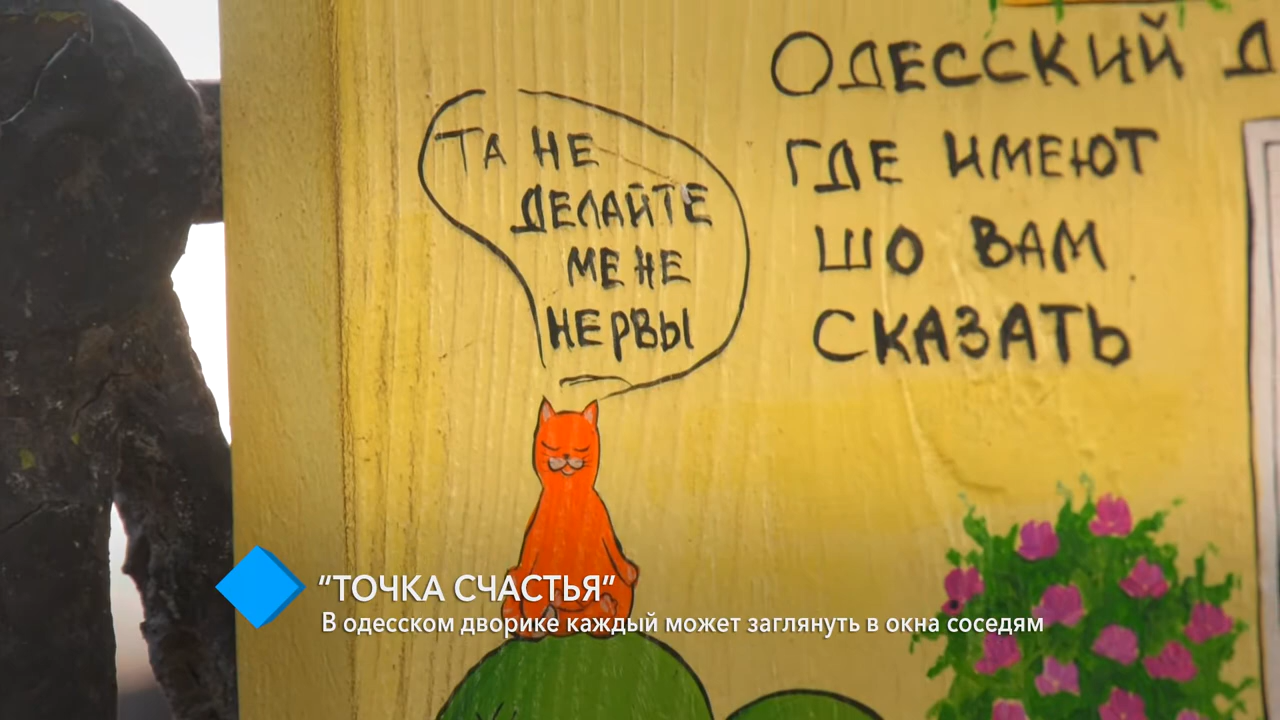 ТА НЕ
ДЕЛАЙТЕ
МЕНЕ
НЕРВЫ
ОДЕССКИЙ Д
ГДЕ ИМЕЮТ
ШО ВАМ
СКАЗАТЬ
“ТОЧКА СЧАСТЬЯ”
В одесском дворике каждый может заглянуть в окна соседям